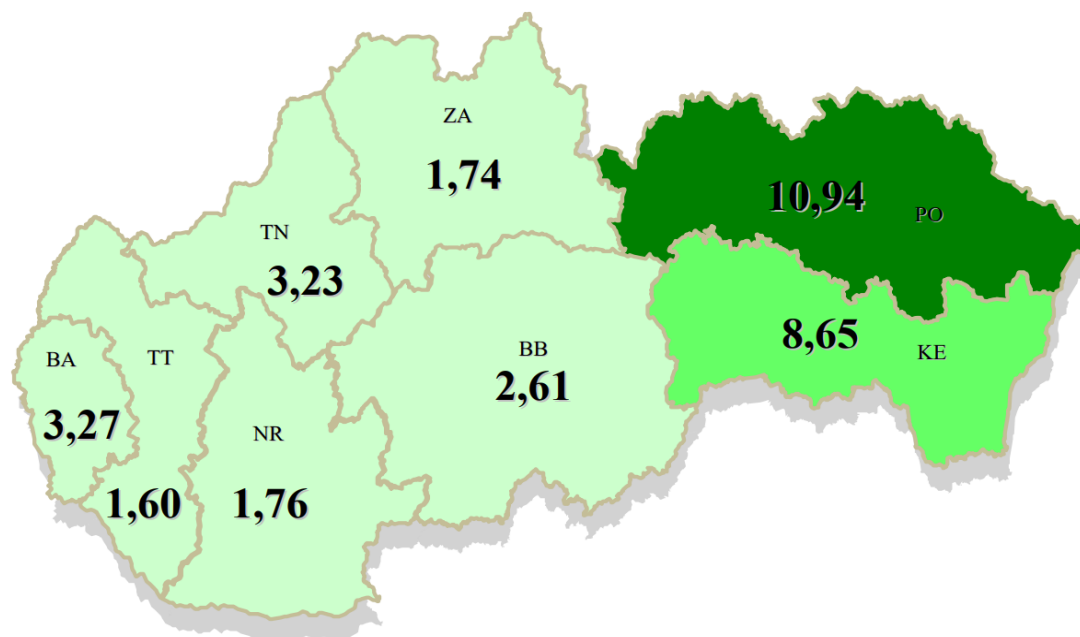 ZA
1,74
10,94
PO
TN
3,23
8,65
KE
BA
3,27
TT
1,60
BB
2,61
NR
1,76